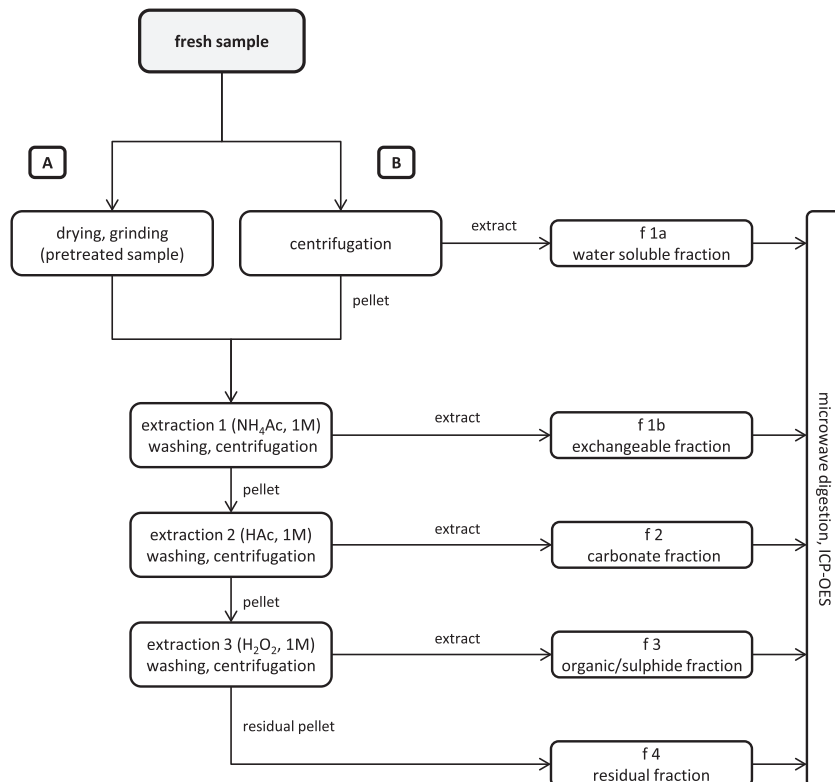 fresh sample
A
B
drying, grinding
(pretreated sample)
centrifugation
extract
f 1a
water soluble fraction
pellet
extraction 1 (NH₄Ac, 1M)
washing, centrifugation
extract
f 1b
exchangeable fraction
pellet
extraction 2 (HAc, 1M)
washing, centrifugation
extract
f 2
carbonate fraction
pellet
extraction 3 (H₂O₂, 1M)
washing, centrifugation
extract
f 3
organic/sulphide fraction
residual pellet
f 4
residual fraction
microwave digestion, ICP-OES